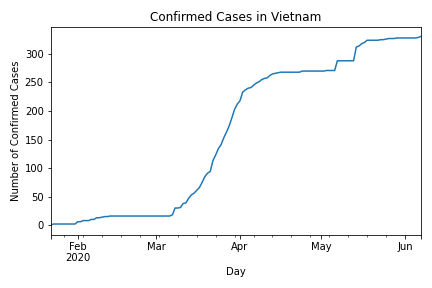 Confirmed Cases in Vietnam
Number of Confirmed Cases
300
250
200
150
100
50
0
Feb Mar Apr May Jun
2020
Day